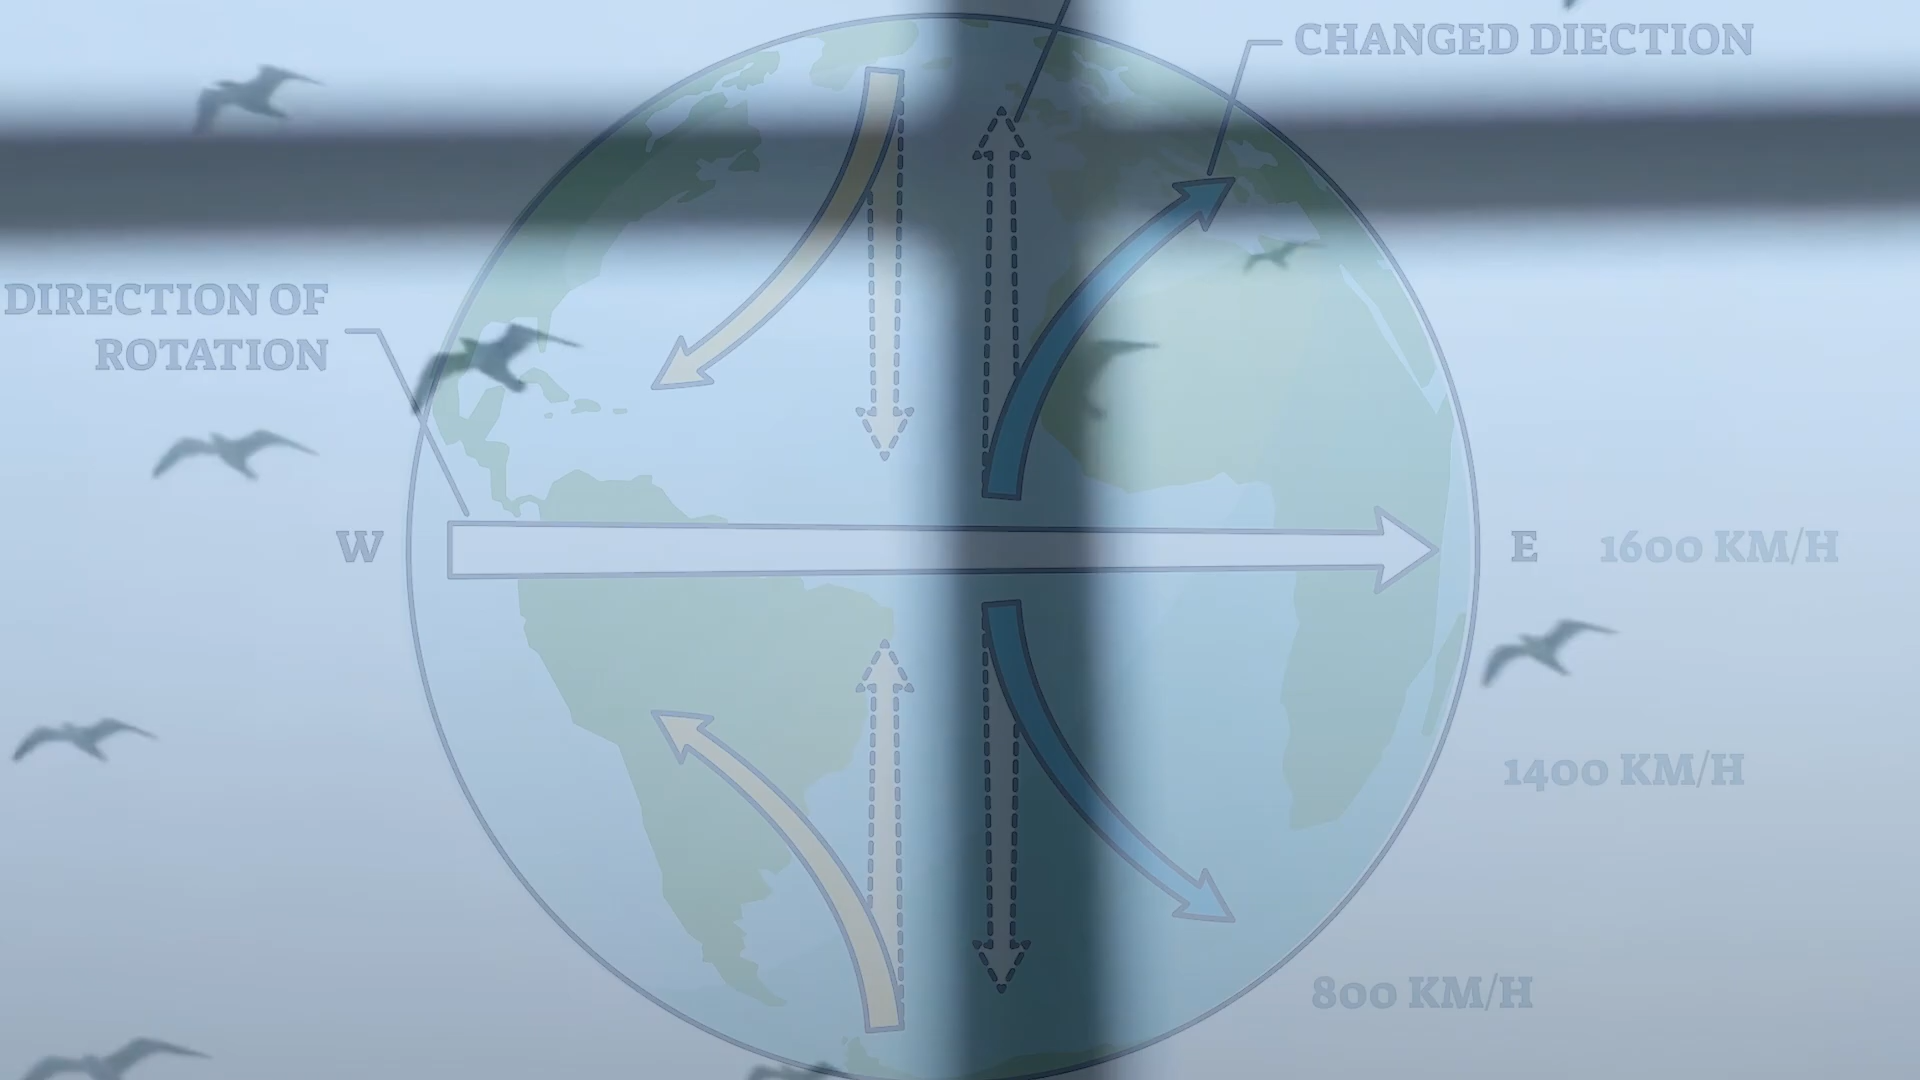 CHANGED DIECTION
DIRECTION OF
ROTATION
W
E
1600 KM/H
1400 KM/H
800 KM/H